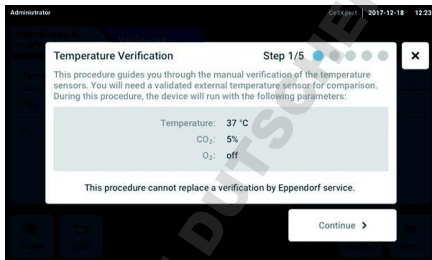 Administrator
CellXpert 2017-12-18 12:23
Temperature Verification Step 1/5
This procedure guides you through the manual verification of the temperature
sensors. You will need a validated external temperature sensor for comparison.
During this procedure, the device will run with the following parameters:
Temperature: 37 °C
CO₂: 5%
O₂: off
This procedure cannot replace a verification by Eppendorf service.
Continue >
DUTSCHER